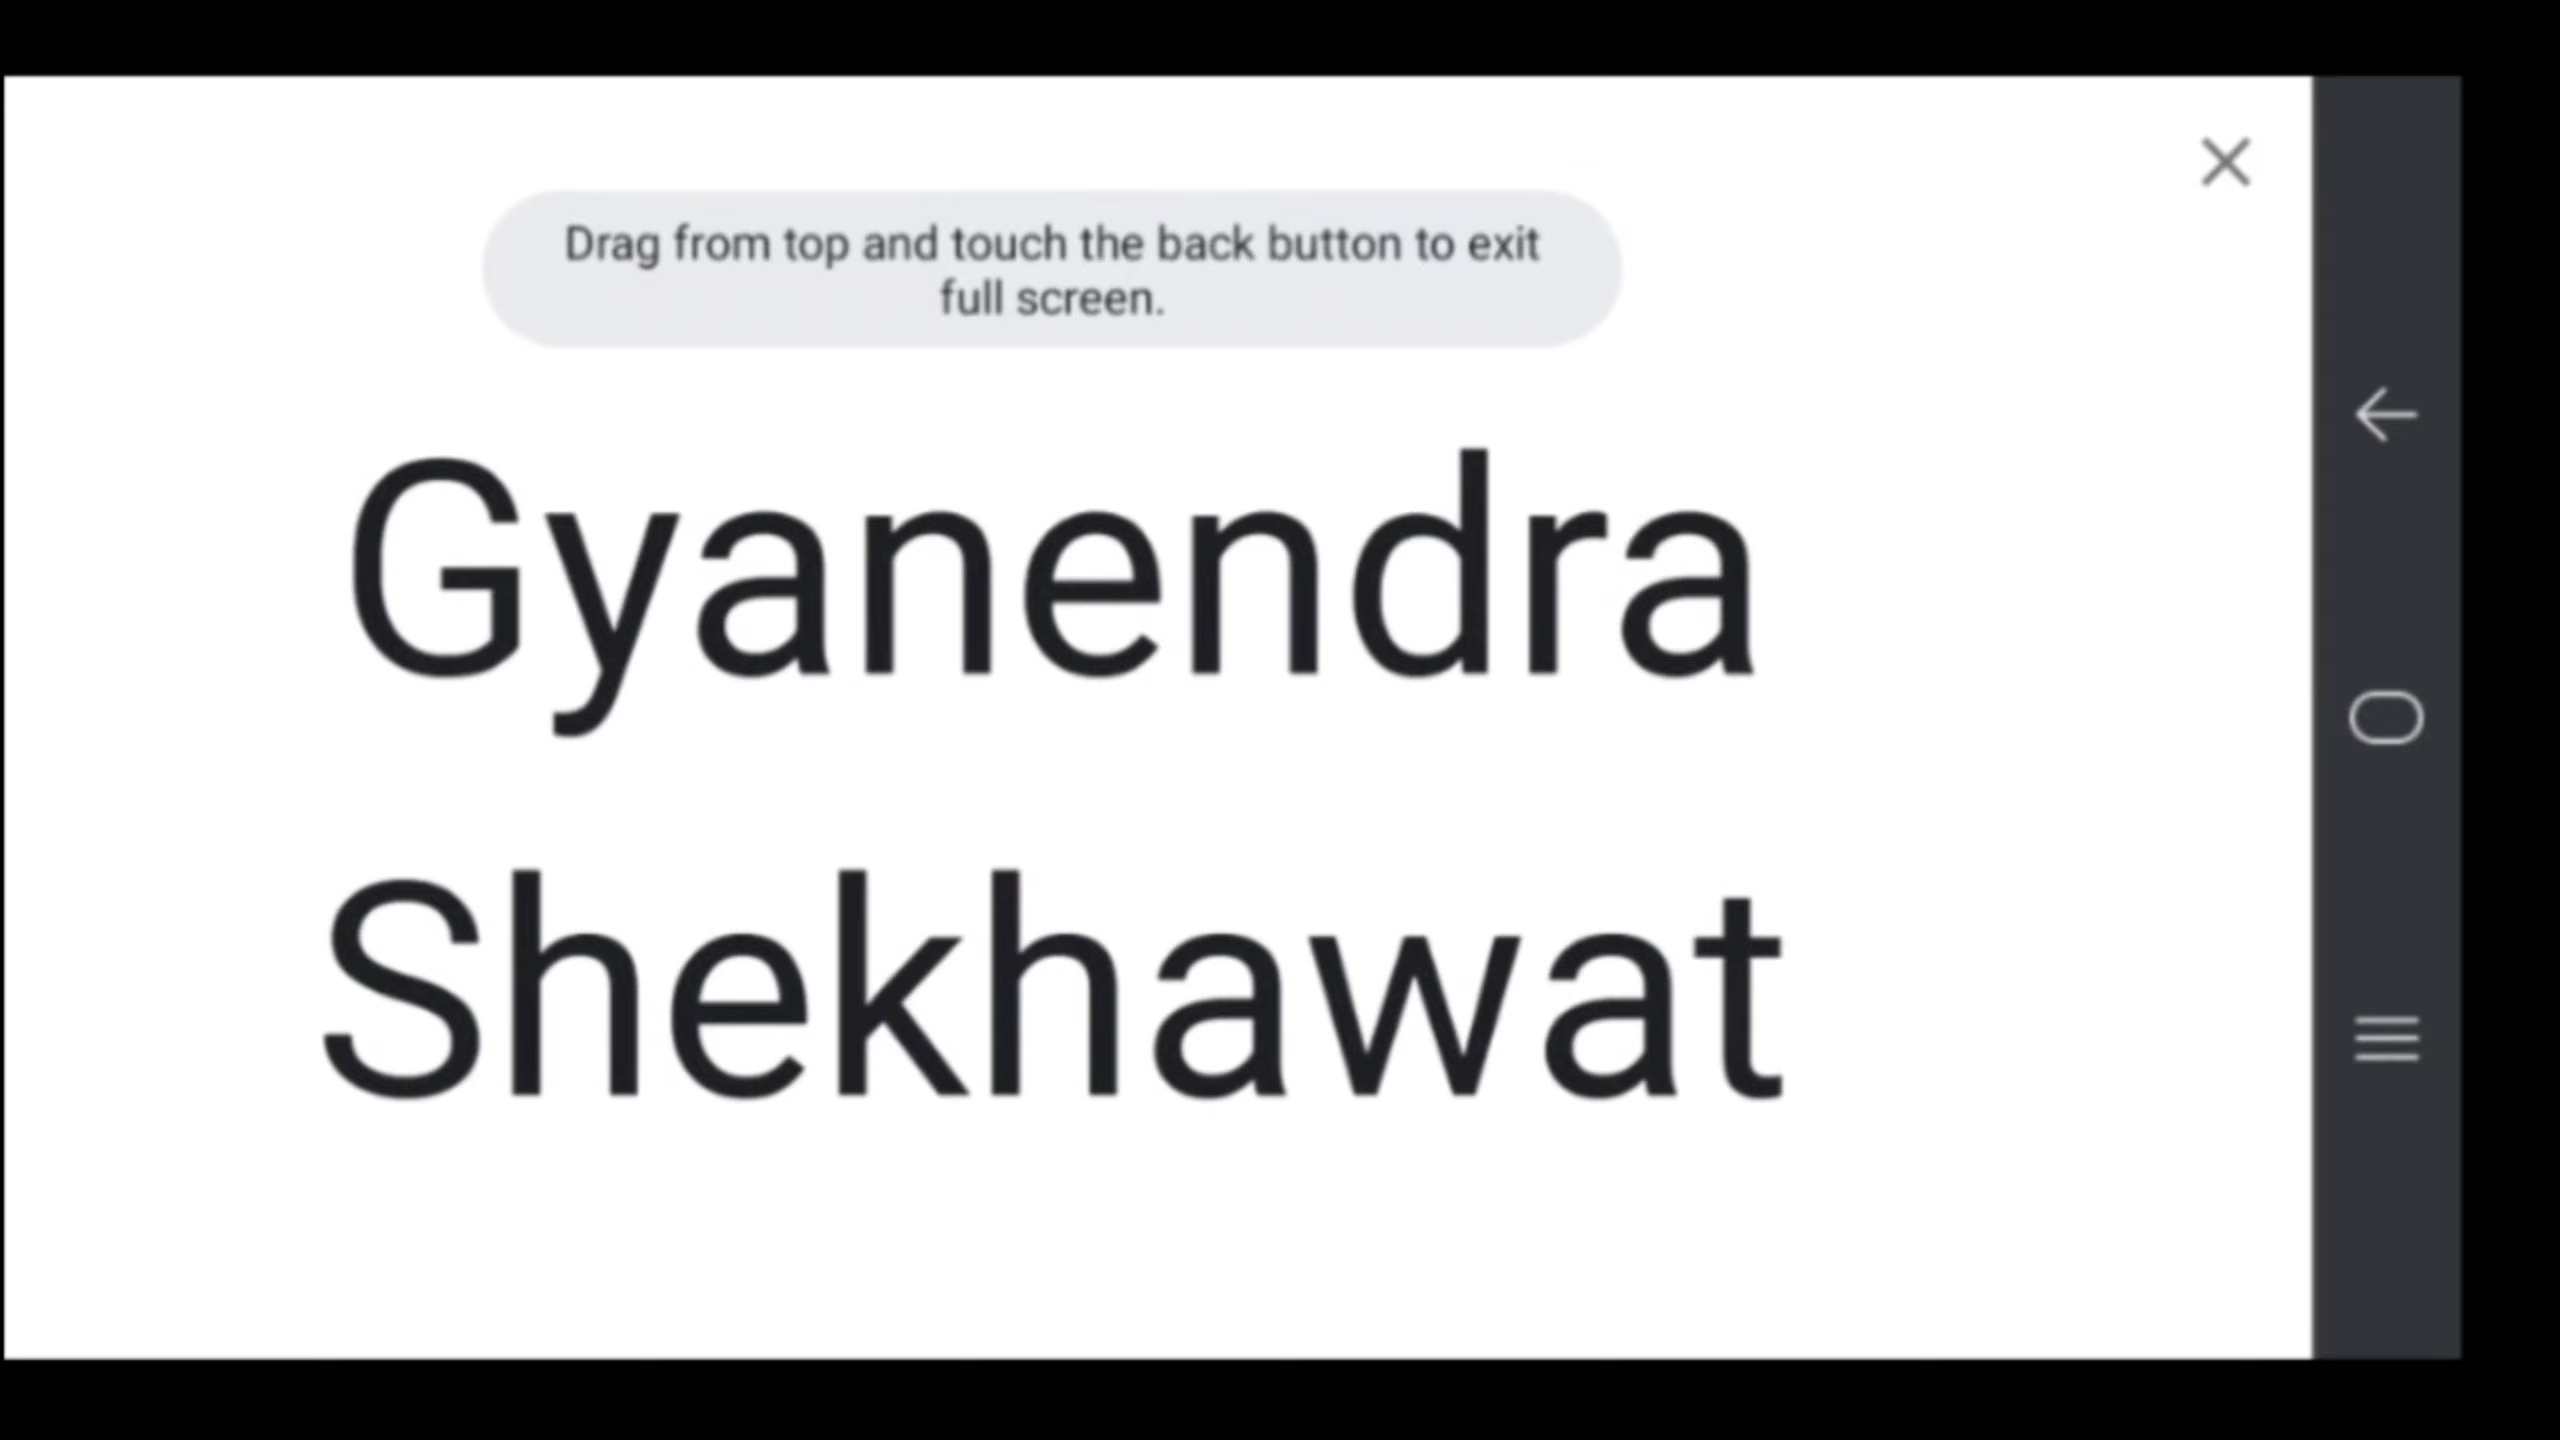 Drag from top and touch the back button to exit
full screen.
Gyanendra
Shekhawat